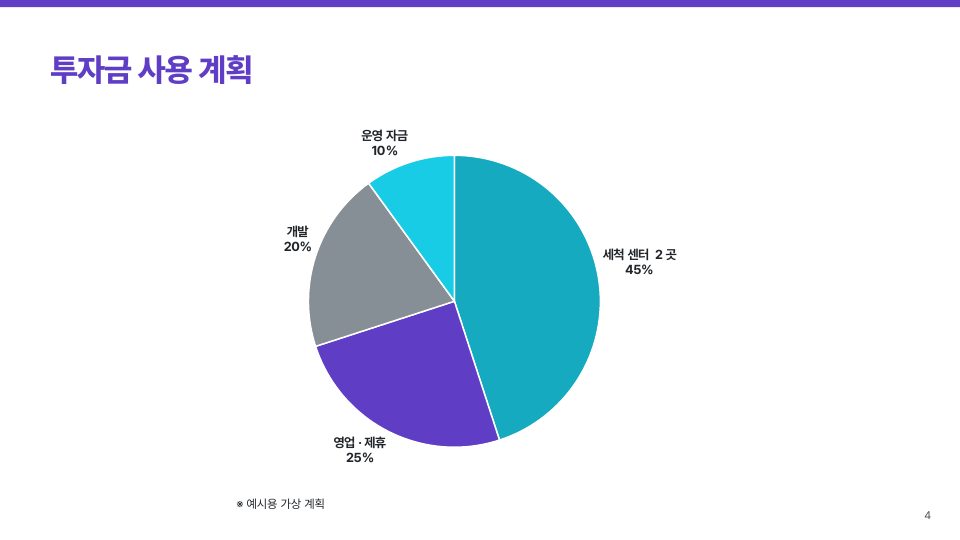 투자금 사용 계획
운영 자금
10%
개발
20%
세척 센터 2곳
45%
영업·제휴
25%
※ 예시용 가상 계획
4